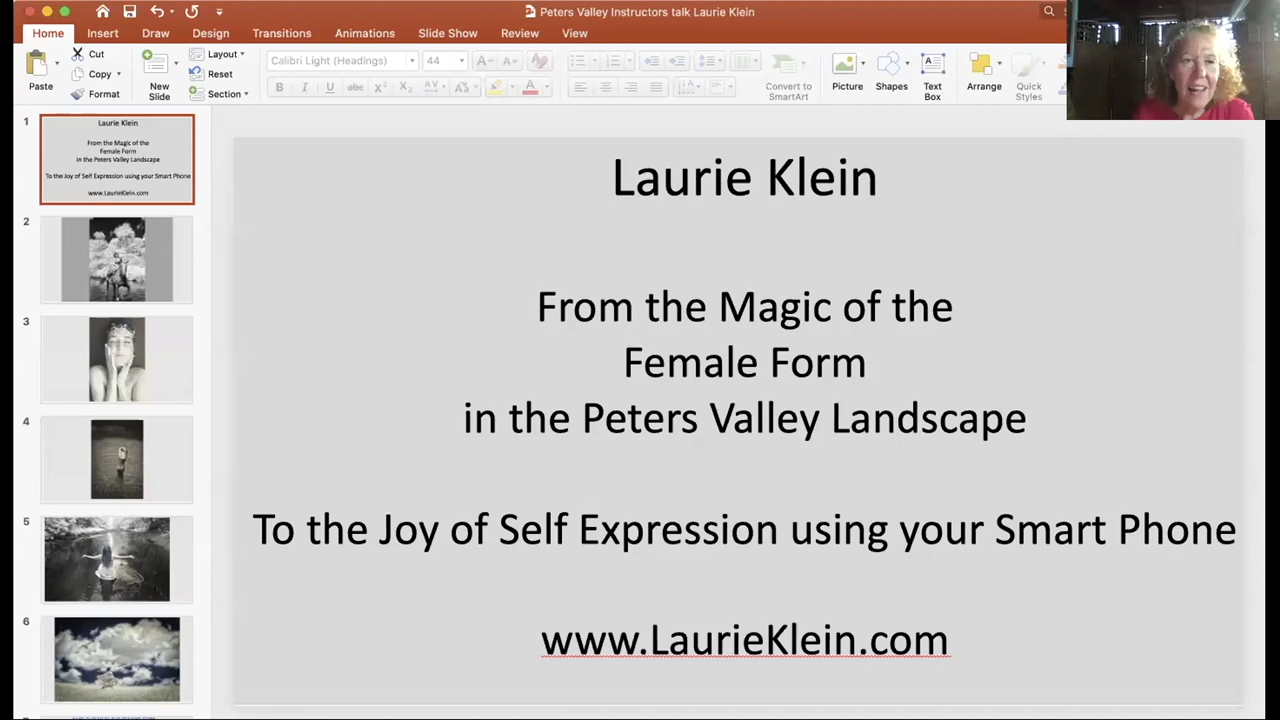 Peters Valley Instructors talk Laurie Klein
Home Insert Draw Design Transitions Animations Slide Show Review View
Paste
Cut
Copy
Format
New
Slide
Layout
Reset
Section
Calibri Light (Headings) 44
Convert to
SmartArt
Picture
Shapes
Text
Box
Arrange
Quick
Styles
1
Laurie Klein
From the Magic of the
Female Form
in the Peters Valley Landscape
To the Joy of Self Expression using your Smart Phone
www.LaurieKlein.com
2
3
4
5
6
Laurie Klein
From the Magic of the
Female Form
in the Peters Valley Landscape
To the Joy of Self Expression using your Smart Phone
www.LaurieKlein.com